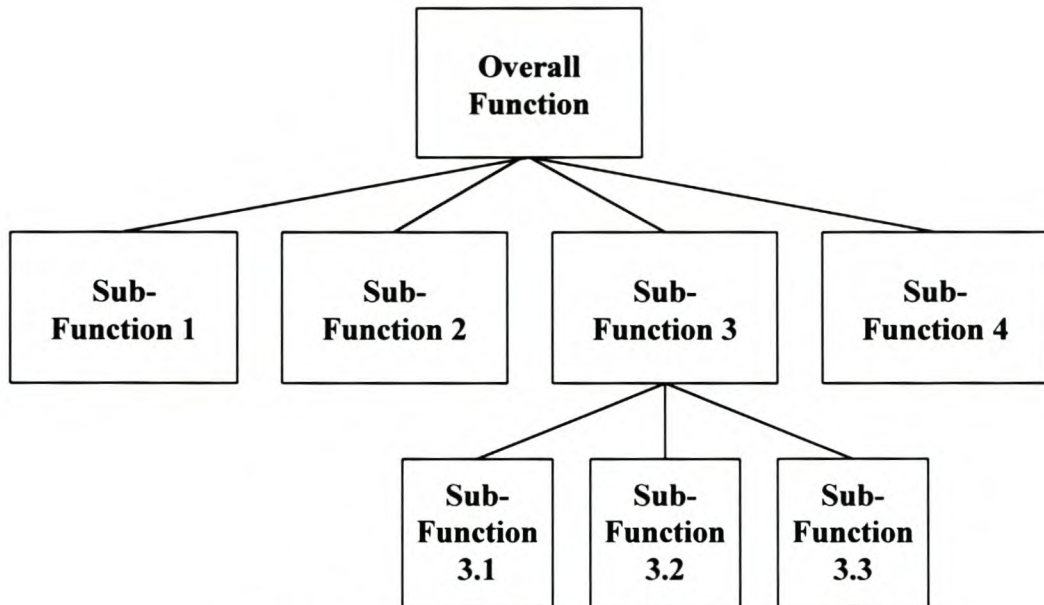 Overall
Function
Sub-
Function 1
Sub-
Function 2
Sub-
Function 3
Sub-
Function 4
Sub-
Function
3.1
Sub-
Function
3.2
Sub-
Function
3.3